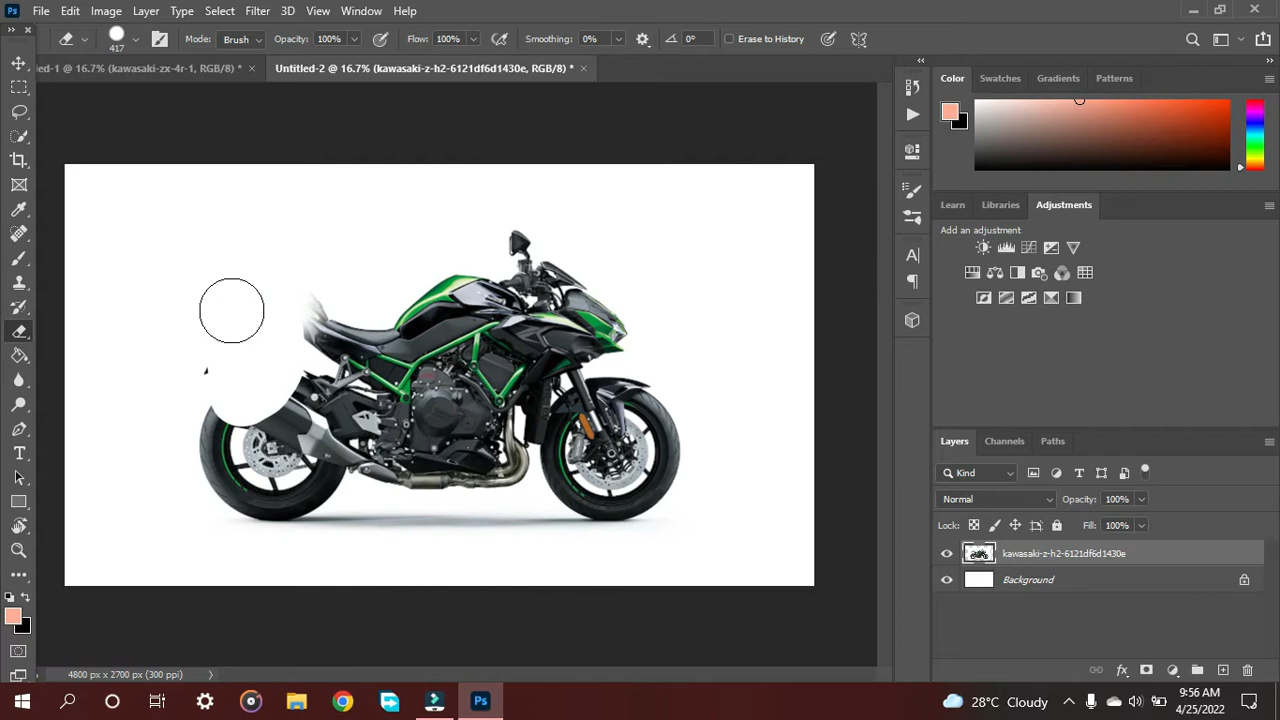 Ps File Edit Image Layer Type Select Filter 3D View Window Help
417 Mode: Brush Opacity: 100% Flow: 100% Smoothing: 0% 0° Erase to History
led-1 @ 16.7% (kawasaki-zx-4r-1, RGB/8) * Untitled-2 @ 16.7% (kawasaki-z-h2-6121df6d1430e, RGB/8) *
Color Swatches Gradients Patterns
Learn Libraries Adjustments
Add an adjustment
Layers Channels Paths
Kind
Normal Opacity: 100%
Lock: Fill: 100%
kawasaki-z-h2-6121df6d1430e
Background
4800 px x 2700 px (300 ppi)
Ps 28°C Cloudy 9:56 AM
4/25/2022